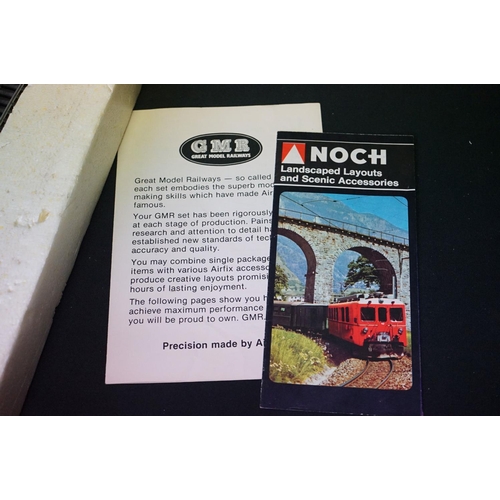 GMR
GREAT MODEL RAILWAYS
Great Model Railways — so called
each set embodies the superb mod
making skills which have made Air
famous.
Your GMR set has been rigorously
at each stage of production. Pains
research and attention to detail ha
established new standards of tec
accuracy and quality.
You may combine single package
items with various Airfix accesso
produce creative layouts promisi
hours of lasting enjoyment.
The following pages show you h
achieve maximum performance
you will be proud to own. GMR.
Precision made by Ai
NOCH
Landscaped Layouts
and Scenic Accessories